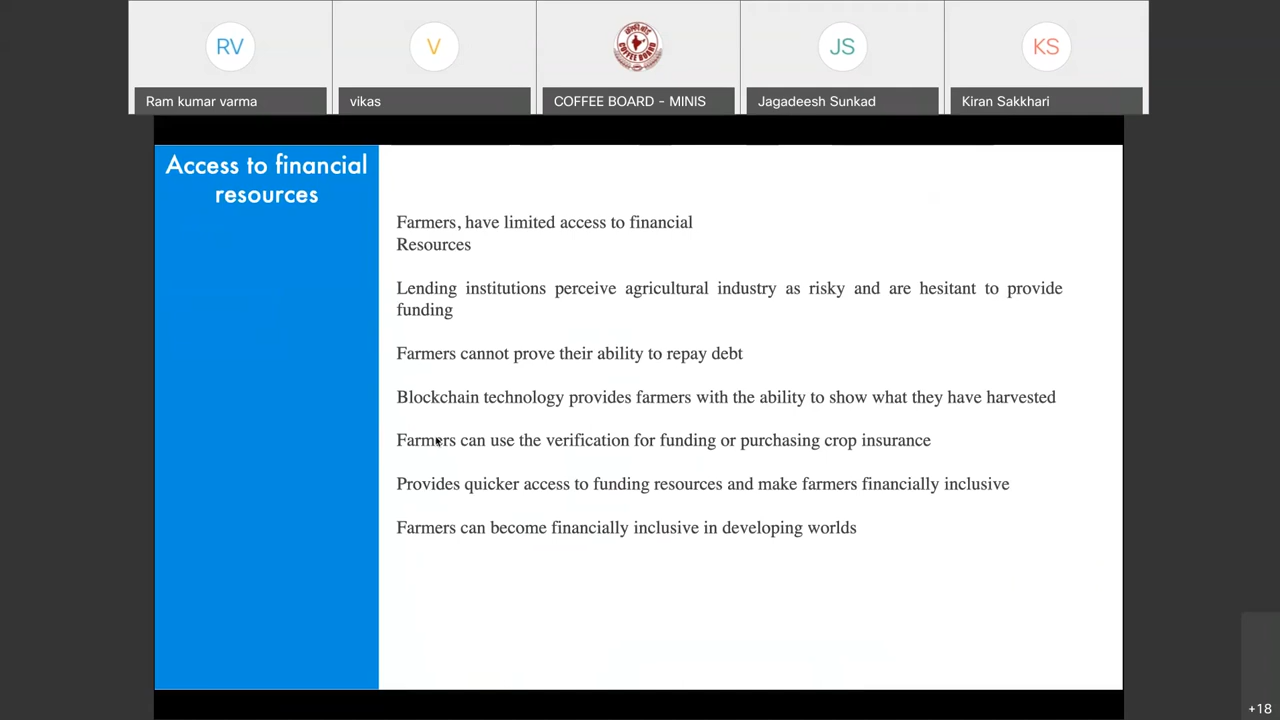 RV
V
COFFEE BOARD
JS
KS
Ram kumar varma
vikas
COFFEE BOARD - MINIS
Jagadeesh Sunkad
Kiran Sakkhari
Access to financial
resources
Farmers, have limited access to financial
Resources
Lending institutions perceive agricultural industry as risky and are hesitant to provide
funding
Farmers cannot prove their ability to repay debt
Blockchain technology provides farmers with the ability to show what they have harvested
Farmers can use the verification for funding or purchasing crop insurance
Provides quicker access to funding resources and make farmers financially inclusive
Farmers can become financially inclusive in developing worlds
+18